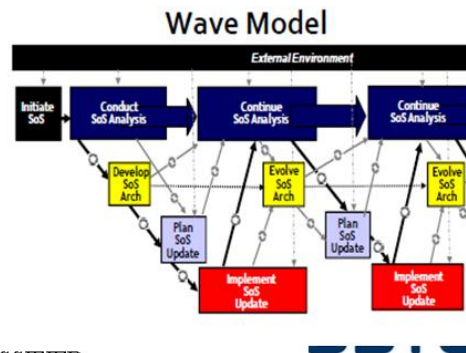 Wave Model
External Environment
Initiate
SoS
Conduct
SoS Analysis
Continue
SoS Analysis
Continue
SoS Analysis
Develop
SoS
Arch
Evolve
SoS
Arch
Evolve
SoS
Arch
Plan
SoS
Update
Plan
SoS
Update
Implement
SoS
Update
Implement
SoS
Update